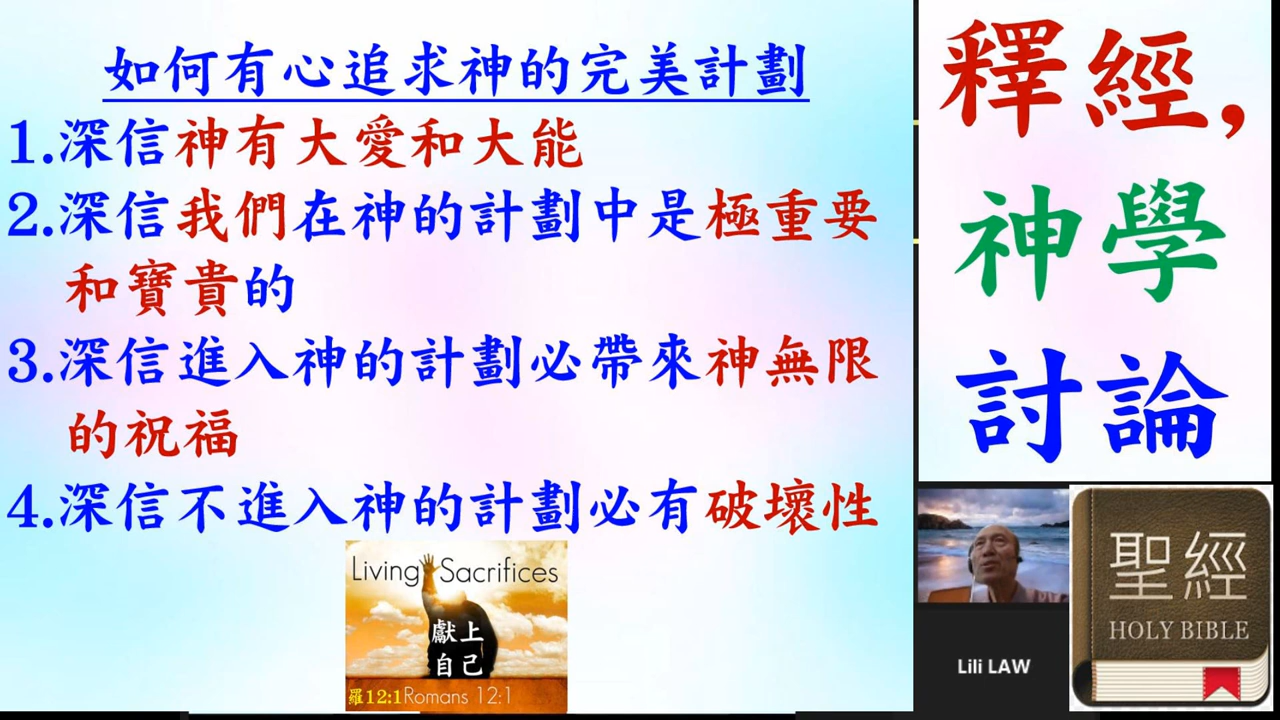 如何有心追求神的完美計劃
1.深信神有大愛和大能
2.深信我們在神的計劃中是極重要
和寶貴的
3.深信進入神的計劃必帶來神無限
的祝福
4.深信不進入神的計劃必有破壞性
Living Sacrifices
獻上
自己
羅12:1 Romans 12:1
釋經,
神學
討論
Lili LAW
聖經
HOLY BIBLE